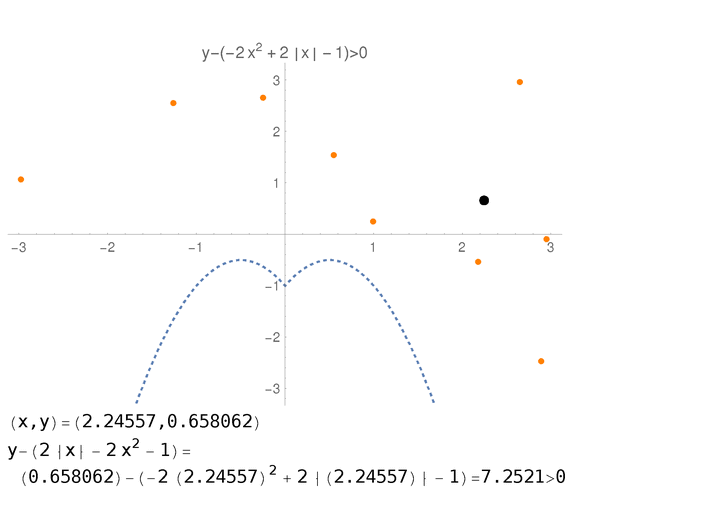 y−(−2 x² + 2 |x| − 1)>0
3
2
1
−3 −2 −1 1 2 3
−1
−2
−3
(x,y) = (2.24557,0.658062)
y− (2 |x| − 2 x² − 1) =
(0.658062) − (−2 (2.24557)² + 2 | (2.24557) | − 1) =7.2521>0